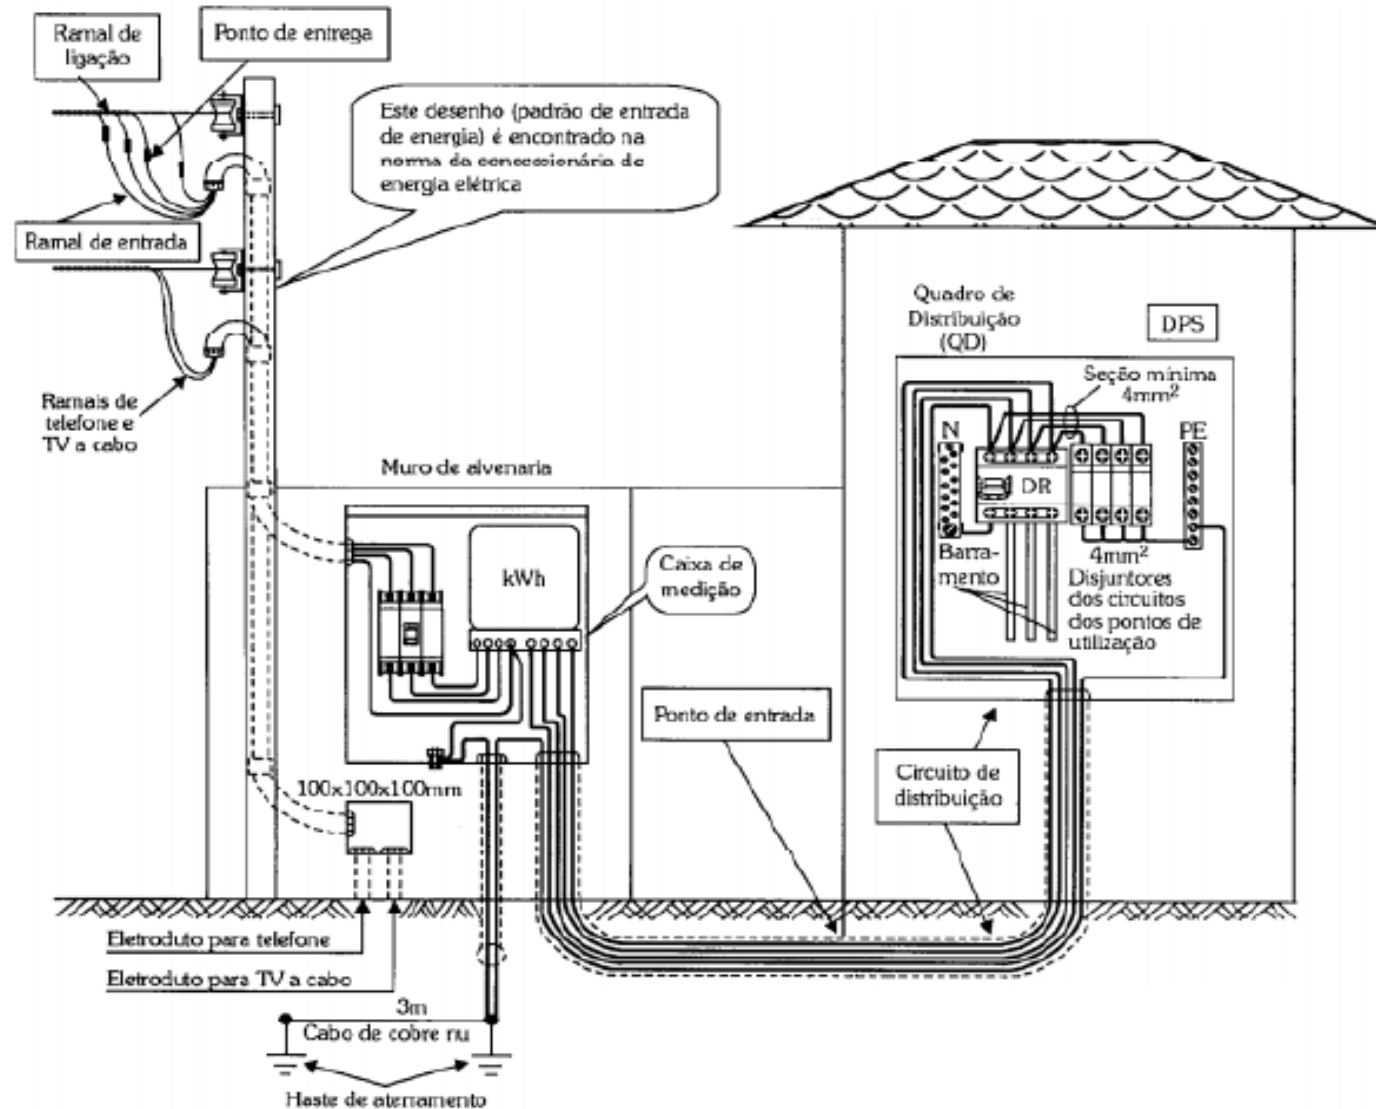 Ramal de
ligação
Ponto de entrega
Este desenho (padrão de entrada
de energia) é encontrado na
norma da concessionária de
energia elétrica
Ramal de entrada
Ramais de
telefone e
TV a cabo
Quadro de
Distribuição
(QD)
DPS
Seção mínima
4mm²
N
PE
DR
Barra-
mento
4mm²
Disjuntores
dos circuitos
dos pontos de
utilização
Muro de alvenaria
kWh
Caixa de
medição
Ponto de entrada
Circuito de
distribuição
100x100x100mm
Eletroduto para telefone
Eletroduto para TV a cabo
3m
Cabo de cobre nu
Haste de aterramento